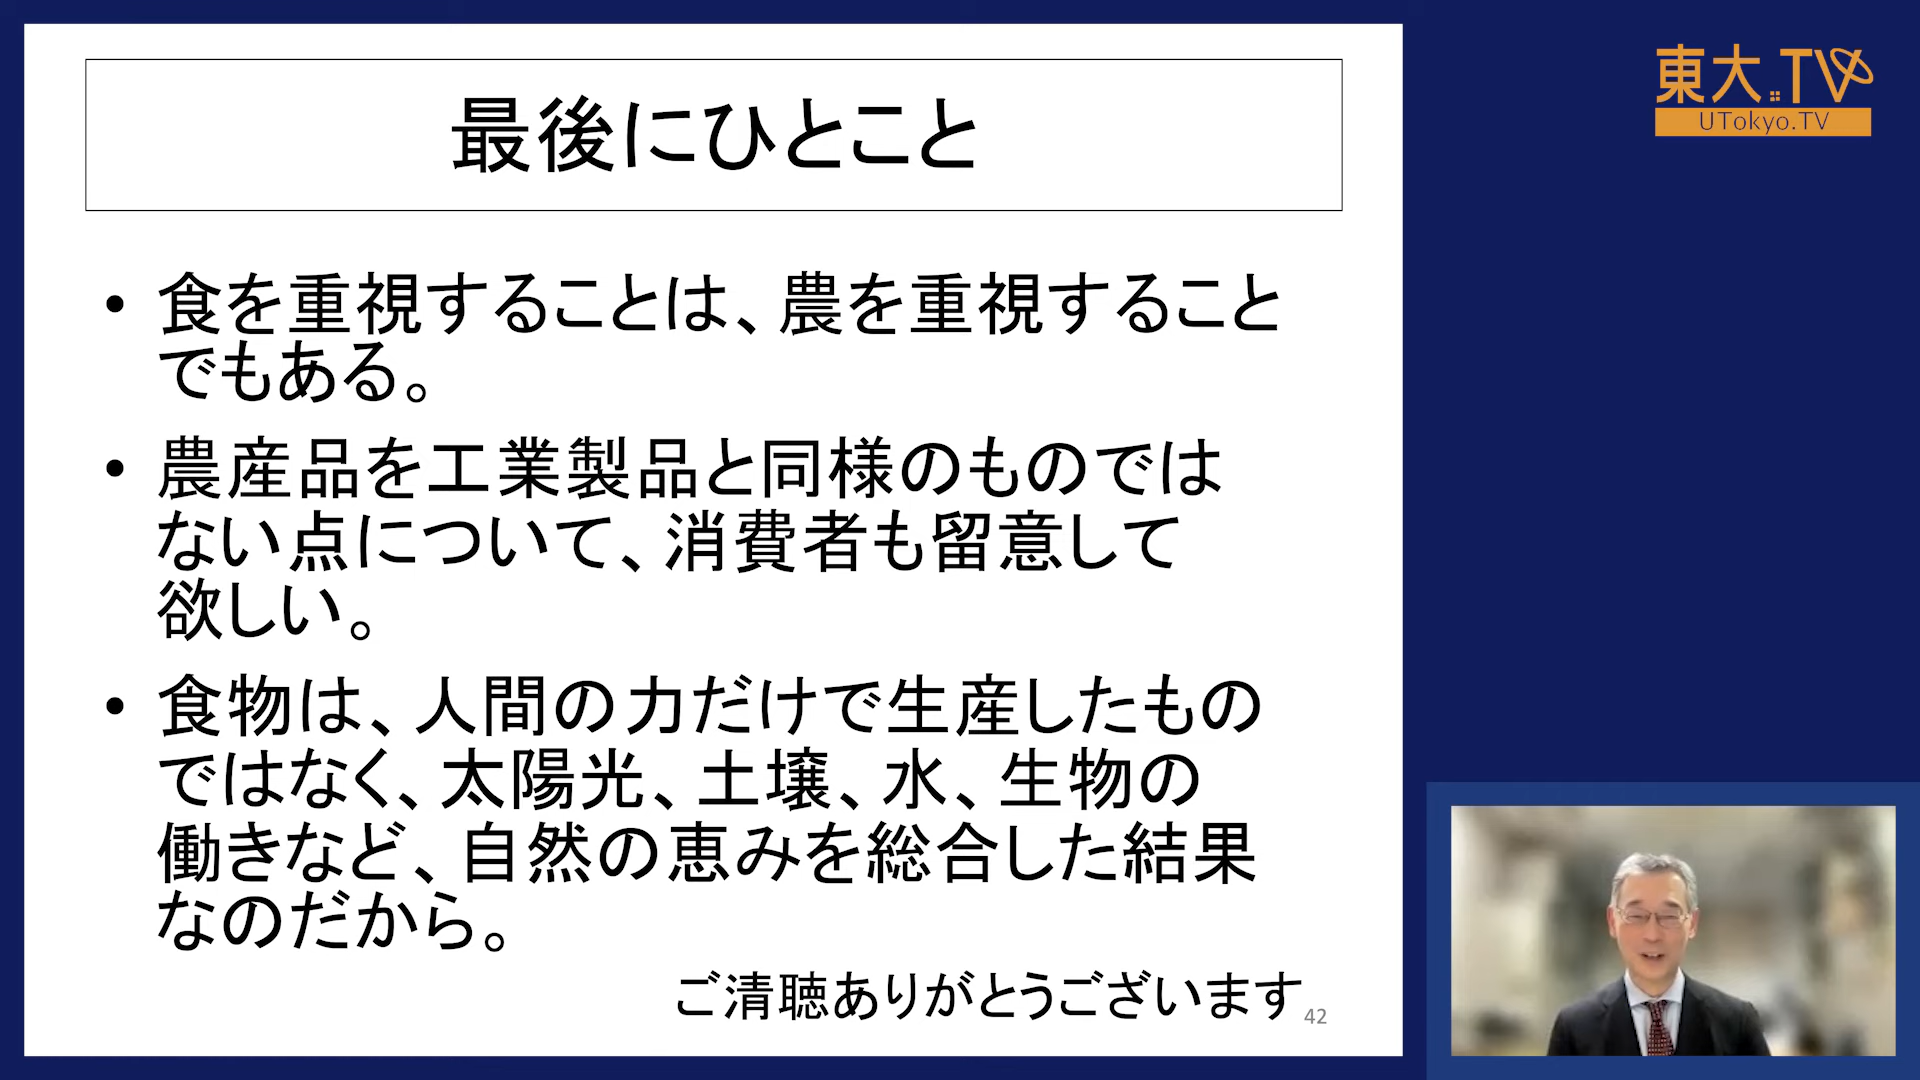 最後にひとこと
• 食を重視することは、農を重視すること
でもある。
• 農産品を工業製品と同様のものでは
ない点について、消費者も留意して
欲しい。
• 食物は、人間の力だけで生産したもの
ではなく、太陽光、土壌、水、生物の
働きなど、自然の恵みを総合した結果
なのだから。
ご清聴ありがとうございます
42
東大.TV
UTokyo.TV